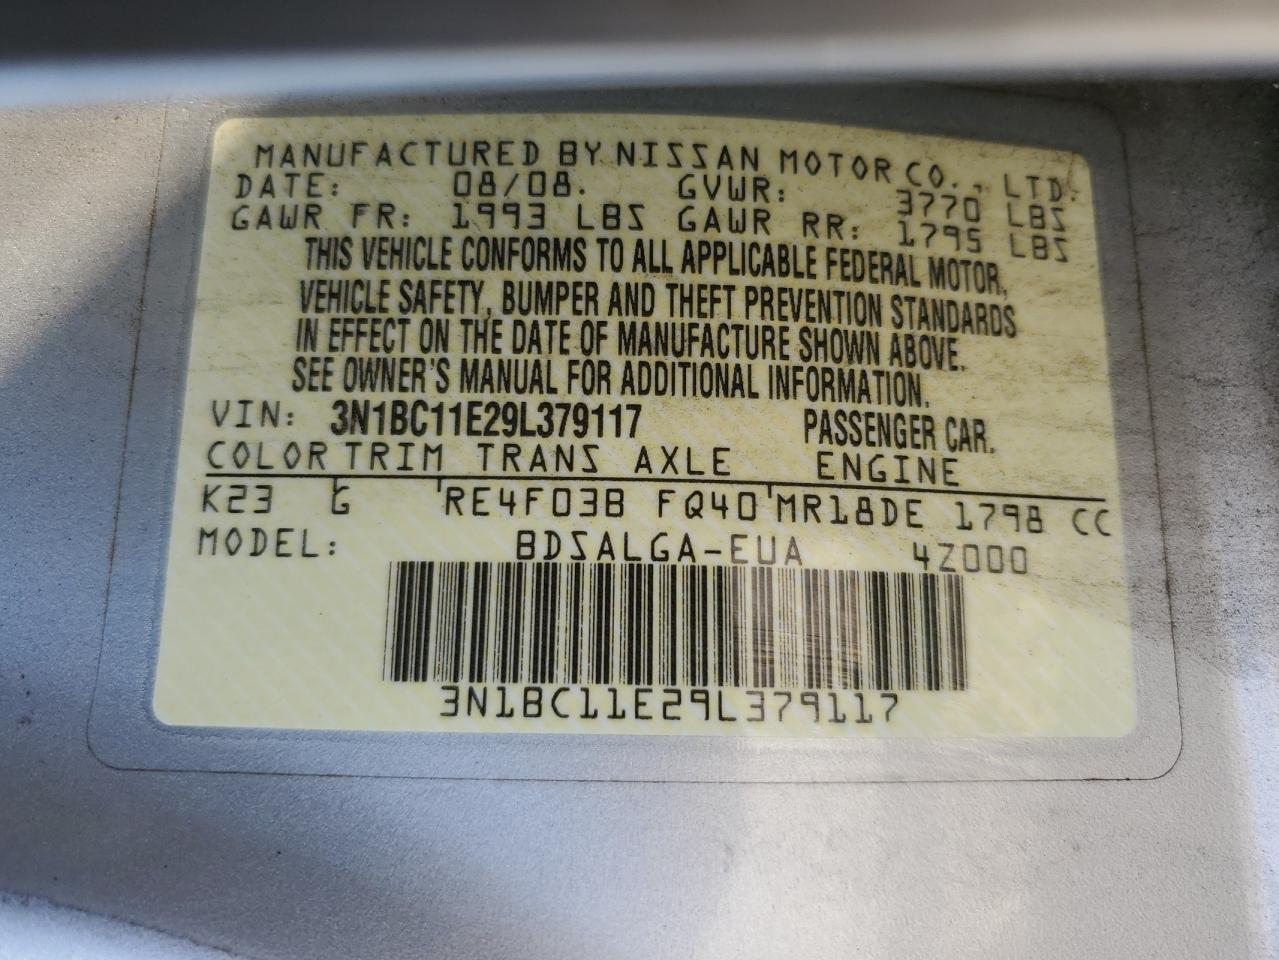 MANUFACTURED BY NISSAN MOTOR CO., LTD.
DATE: 08/08. GVWR: 3770 LBS
GAWR FR: 1993 LBS GAWR RR: 1795 LBS
THIS VEHICLE CONFORMS TO ALL APPLICABLE FEDERAL MOTOR,
VEHICLE SAFETY, BUMPER AND THEFT PREVENTION STANDARDS
IN EFFECT ON THE DATE OF MANUFACTURE SHOWN ABOVE.
SEE OWNER'S MANUAL FOR ADDITIONAL INFORMATION.
VIN: 3N1BC11E29L379117 PASSENGER CAR.
COLOR TRIM TRANS AXLE ENGINE
K23 G RE4F03B FQ40 MR18DE 1798 CC
MODEL: BDSALGA-EUA 4Z000
3N1BC11E29L379117